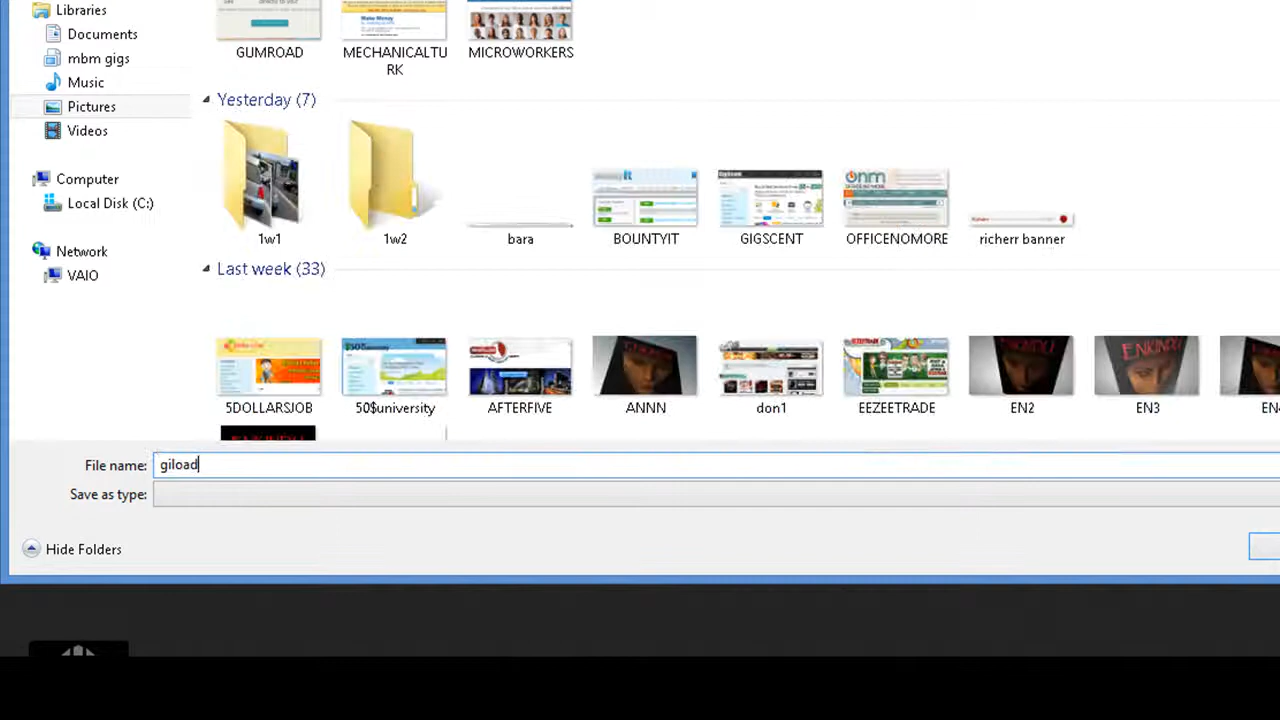 Libraries
Documents
mbm gigs
Music
Pictures
Videos
Computer
Local Disk (C:)
Network
VAIO
GUMROAD
MECHANICALTU
RK
MICROWORKERS
Make Money
Yesterday (7)
1w1
1w2
bara
BOUNTYIT
GIGSCENT
OFFICENOMORE
richerr banner
Last week (33)
5DOLLARSJOB
50$university
AFTERFIVE
ANNN
don1
EEZEETRADE
EN2
EN3
File name: giload
Save as type:
Hide Folders